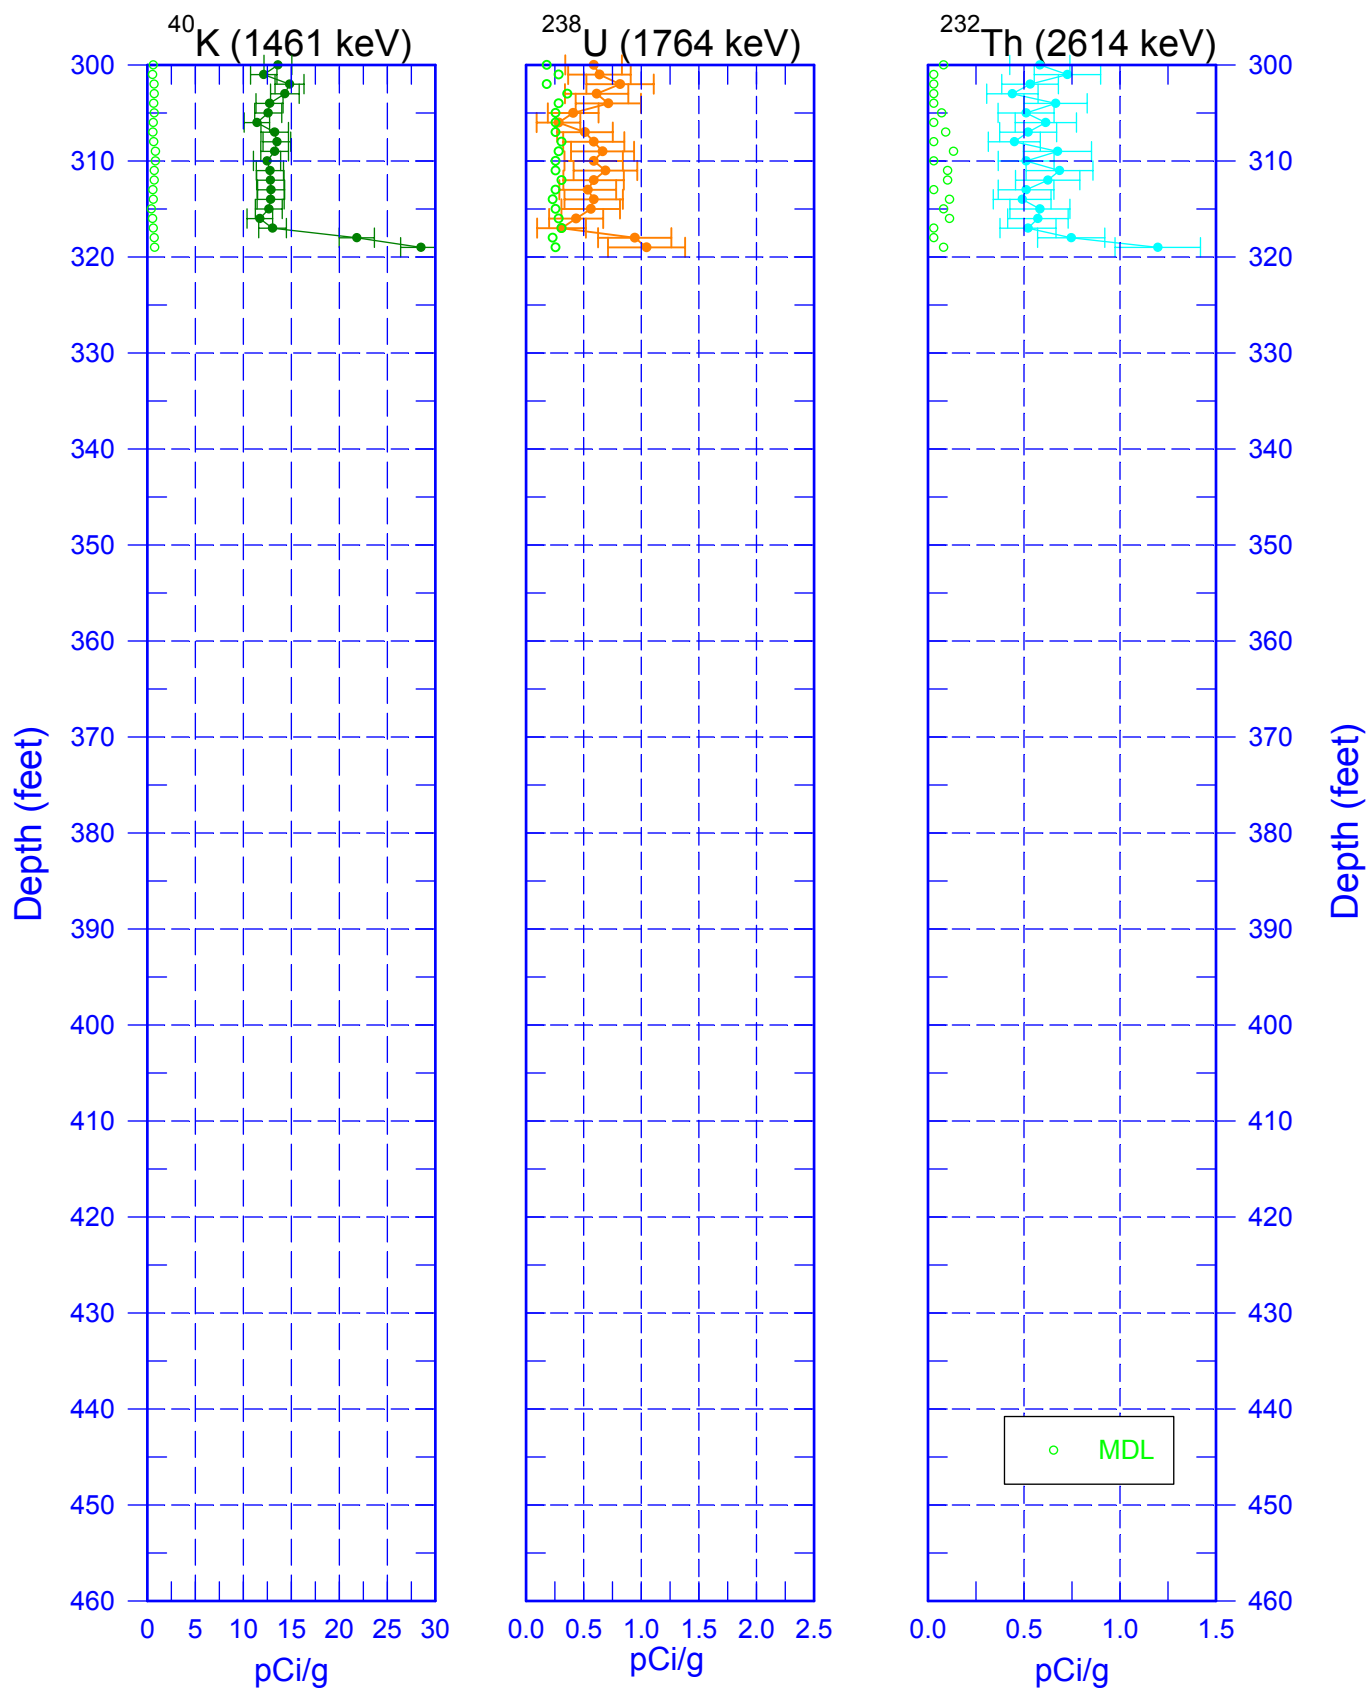 ⁴⁰K (1461 keV) ²³⁸U (1764 keV) ²³²Th (2614 keV)
300 300
310 310
320 320
330 330
340 340
350 350
360 360
370 370
380 380
390 390
400 400
410 410
420 420
430 430
440 440
450 450
460 460
Depth (feet)
Depth (feet)
MDL
0 5 10 15 20 25 30 0.0 0.5 1.0 1.5 2.0 2.5 0.0 0.5 1.0 1.5
pCi/g pCi/g pCi/g